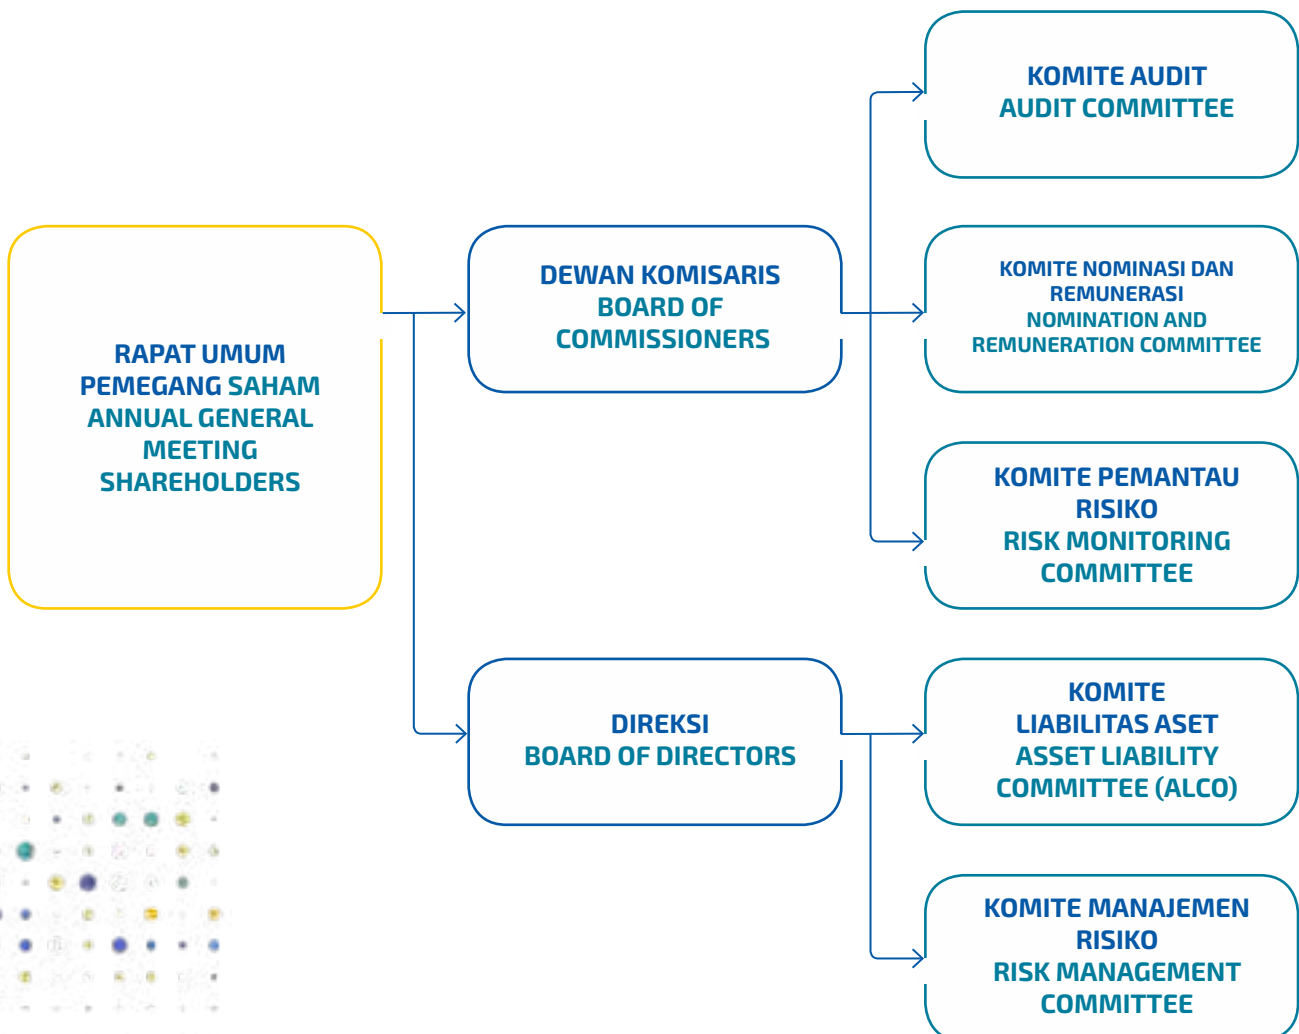 RAPAT UMUM
PEMEGANG SAHAM
ANNUAL GENERAL
MEETING
SHAREHOLDERS
DEWAN KOMISARIS
BOARD OF
COMMISSIONERS
KOMITE AUDIT
AUDIT COMMITTEE
KOMITE NOMINASI DAN
REMUNERASI
NOMINATION AND
REMUNERATION COMMITTEE
KOMITE PEMANTAU
RISIKO
RISK MONITORING
COMMITTEE
DIREKSI
BOARD OF DIRECTORS
KOMITE
LIABILITAS ASET
ASSET LIABILITY
COMMITTEE (ALCO)
KOMITE MANAJEMEN
RISIKO
RISK MANAGEMENT
COMMITTEE